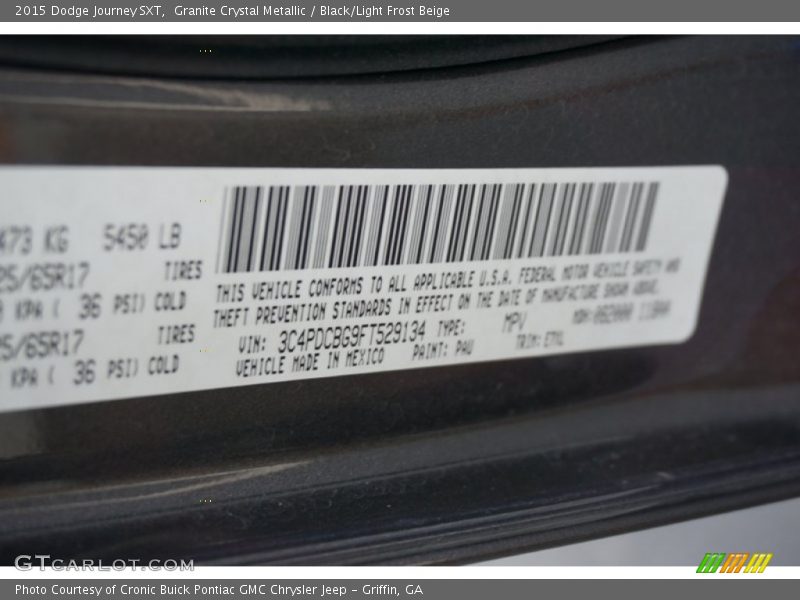 2015 Dodge Journey SXT,  Granite Crystal Metallic / Black/Light Frost Beige
473 KG 5450 LB
25/65R17 TIRES
0 KPA ( 36 PSI) COLD
25/65R17 TIRES
KPA ( 36 PSI) COLD
THIS VEHICLE CONFORMS TO ALL APPLICABLE U.S.A. FEDERAL MOTOR VEHICLE SAFETY AND
THEFT PREVENTION STANDARDS IN EFFECT ON THE DATE OF MANUFACTURE SHOWN ABOVE.
VIN: 3C4PDCBG9FT529134 TYPE: MPV
VEHICLE MADE IN MEXICO PAINT: PAU TRIM:
GTcarlot.com
Photo Courtesy of Cronic Buick Pontiac GMC Chrysler Jeep - Griffin, GA